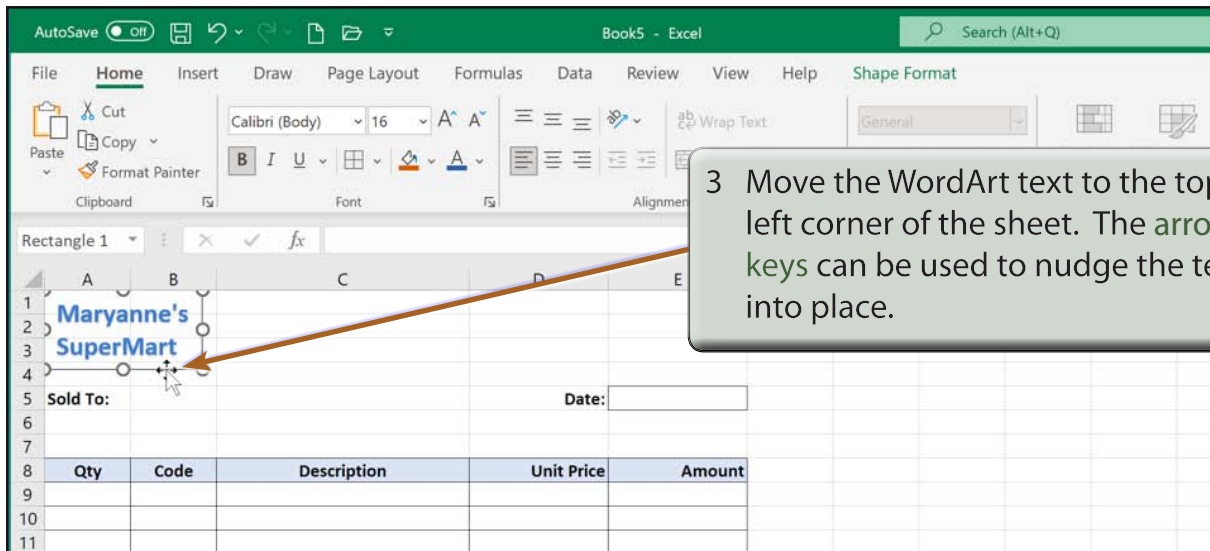 AutoSave Off Book5 - Excel Search (Alt+Q)
File Home Insert Draw Page Layout Formulas Data Review View Help Shape Format
Paste
Cut
Copy
Format Painter
Clipboard
Calibri (Body) 16 A^ A˅
B I U A
Font
ab Wrap Text
Alignmen
General
3 Move the WordArt text to the top
left corner of the sheet. The arro
keys can be used to nudge the te
into place.
Rectangle 1 fx
A B C D E
1
2
3
4
Maryanne's
SuperMart
5 Sold To: Date:
6
7
8 Qty Code Description Unit Price Amount
9
10
11